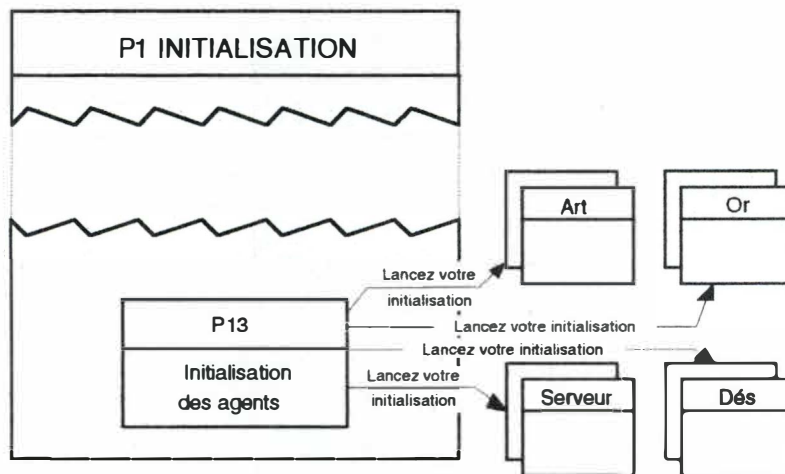 P1 INITIALISATION
Art
Or
Lancez votre
initialisation
P13
Lancez votre initialisation
Lancez votre initialisation
Initialisation
des agents
Lancez votre
initialisation
Serveur
Dés